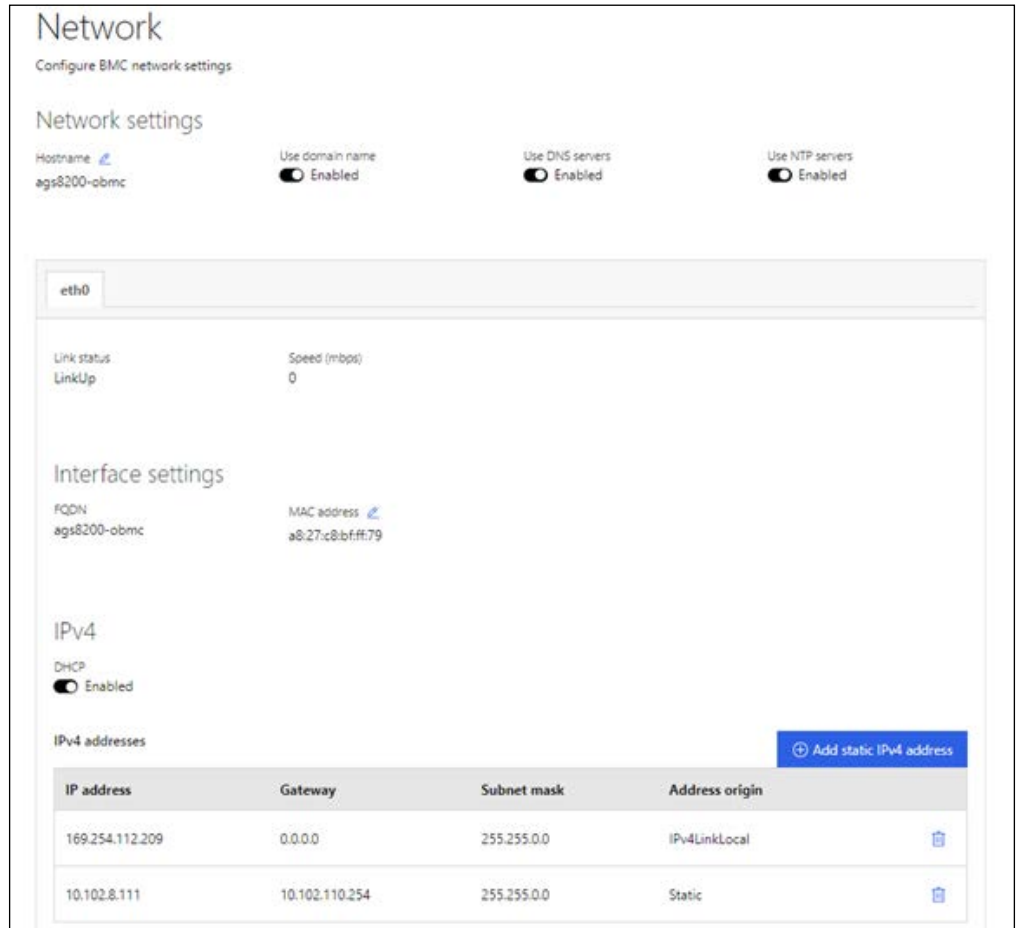 Network
Configure BMC network settings
Network settings
Hostname
ags8200-obmc
Use domain name
Enabled
Use DNS servers
Enabled
Use NTP servers
Enabled
eth0
Link status
LinkUp
Speed (mbps)
0
Interface settings
FQDN
ags8200-obmc
MAC address
a8:27:c8:bf:ff:79
IPv4
DHCP
Enabled
IPv4 addresses
Add static IPv4 address
IP address Gateway Subnet mask Address origin
169.254.112.209 0.0.0.0 255.255.0.0 IPv4LinkLocal
10.102.8.111 10.102.110.254 255.255.0.0 Static